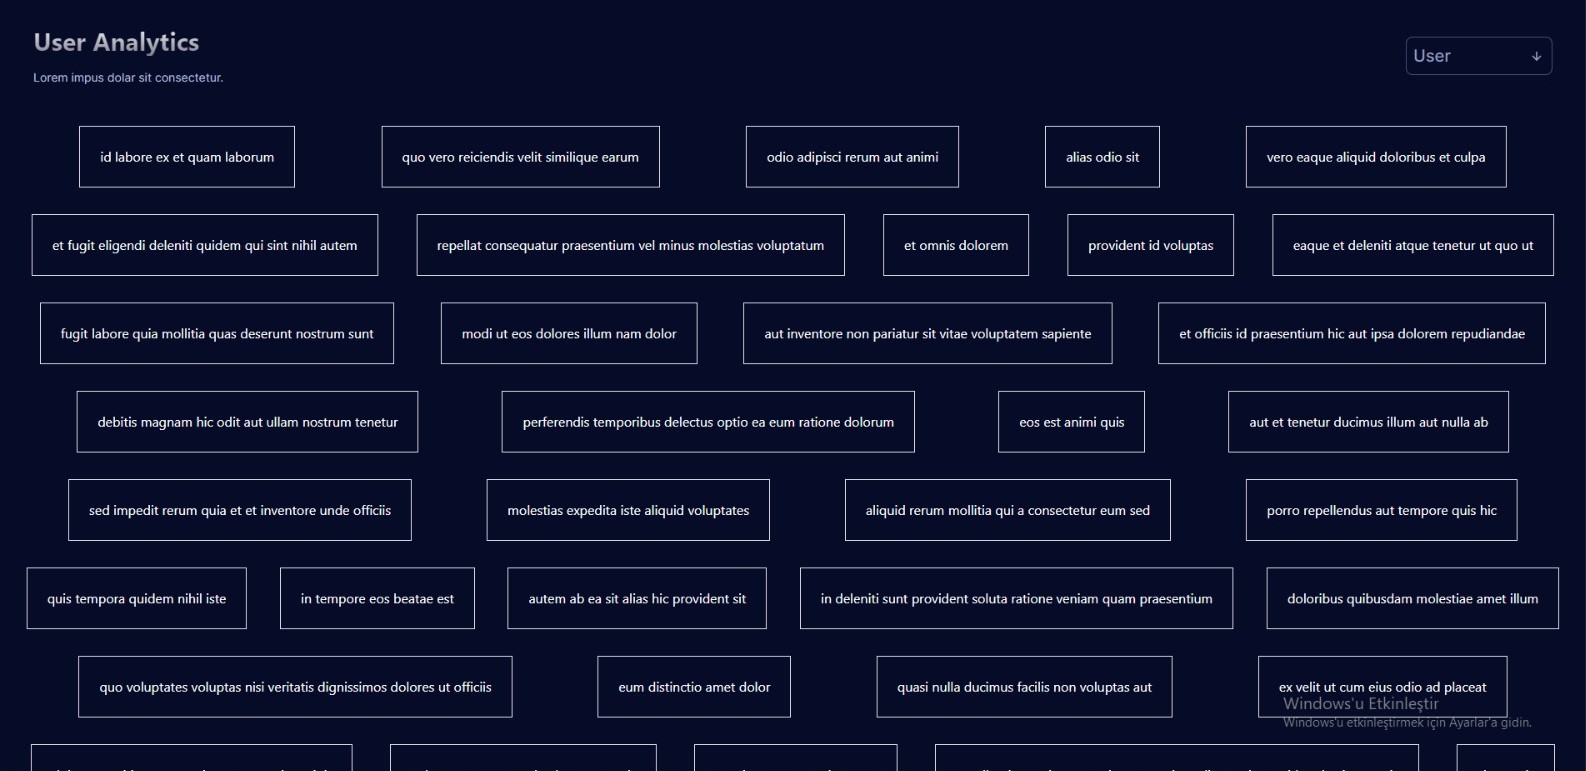 User Analytics
Lorem impus dolar sit consectetur.
User
id labore ex et quam laborum
quo vero reiciendis velit similique earum
odio adipisci rerum aut animi
alias odio sit
vero eaque aliquid doloribus et culpa
et fugit eligendi deleniti quidem qui sint nihil autem
repellat consequatur praesentium vel minus molestias voluptatum
et omnis dolorem
provident id voluptas
eaque et deleniti atque tenetur ut quo ut
fugit labore quia mollitia quas deserunt nostrum sunt
modi ut eos dolores illum nam dolor
aut inventore non pariatur sit vitae voluptatem sapiente
et officiis id praesentium hic aut ipsa dolorem repudiandae
debitis magnam hic odit aut ullam nostrum tenetur
perferendis temporibus delectus optio ea eum ratione dolorum
eos est animi quis
aut et tenetur ducimus illum aut nulla ab
sed impedit rerum quia et et inventore unde officiis
molestias expedita iste aliquid voluptates
aliquid rerum mollitia qui a consectetur eum sed
porro repellendus aut tempore quis hic
quis tempora quidem nihil iste
in tempore eos beatae est
autem ab ea sit alias hic provident sit
in deleniti sunt provident soluta ratione veniam quam praesentium
doloribus quibusdam molestiae amet illum
quo voluptates voluptas nisi veritatis dignissimos dolores ut officiis
eum distinctio amet dolor
quasi nulla ducimus facilis non voluptas aut
ex velit ut cum eius odio ad placeat
Windows'u Etkinleştir
Windows'u etkinleştirmek için Ayarlar'a gidin.